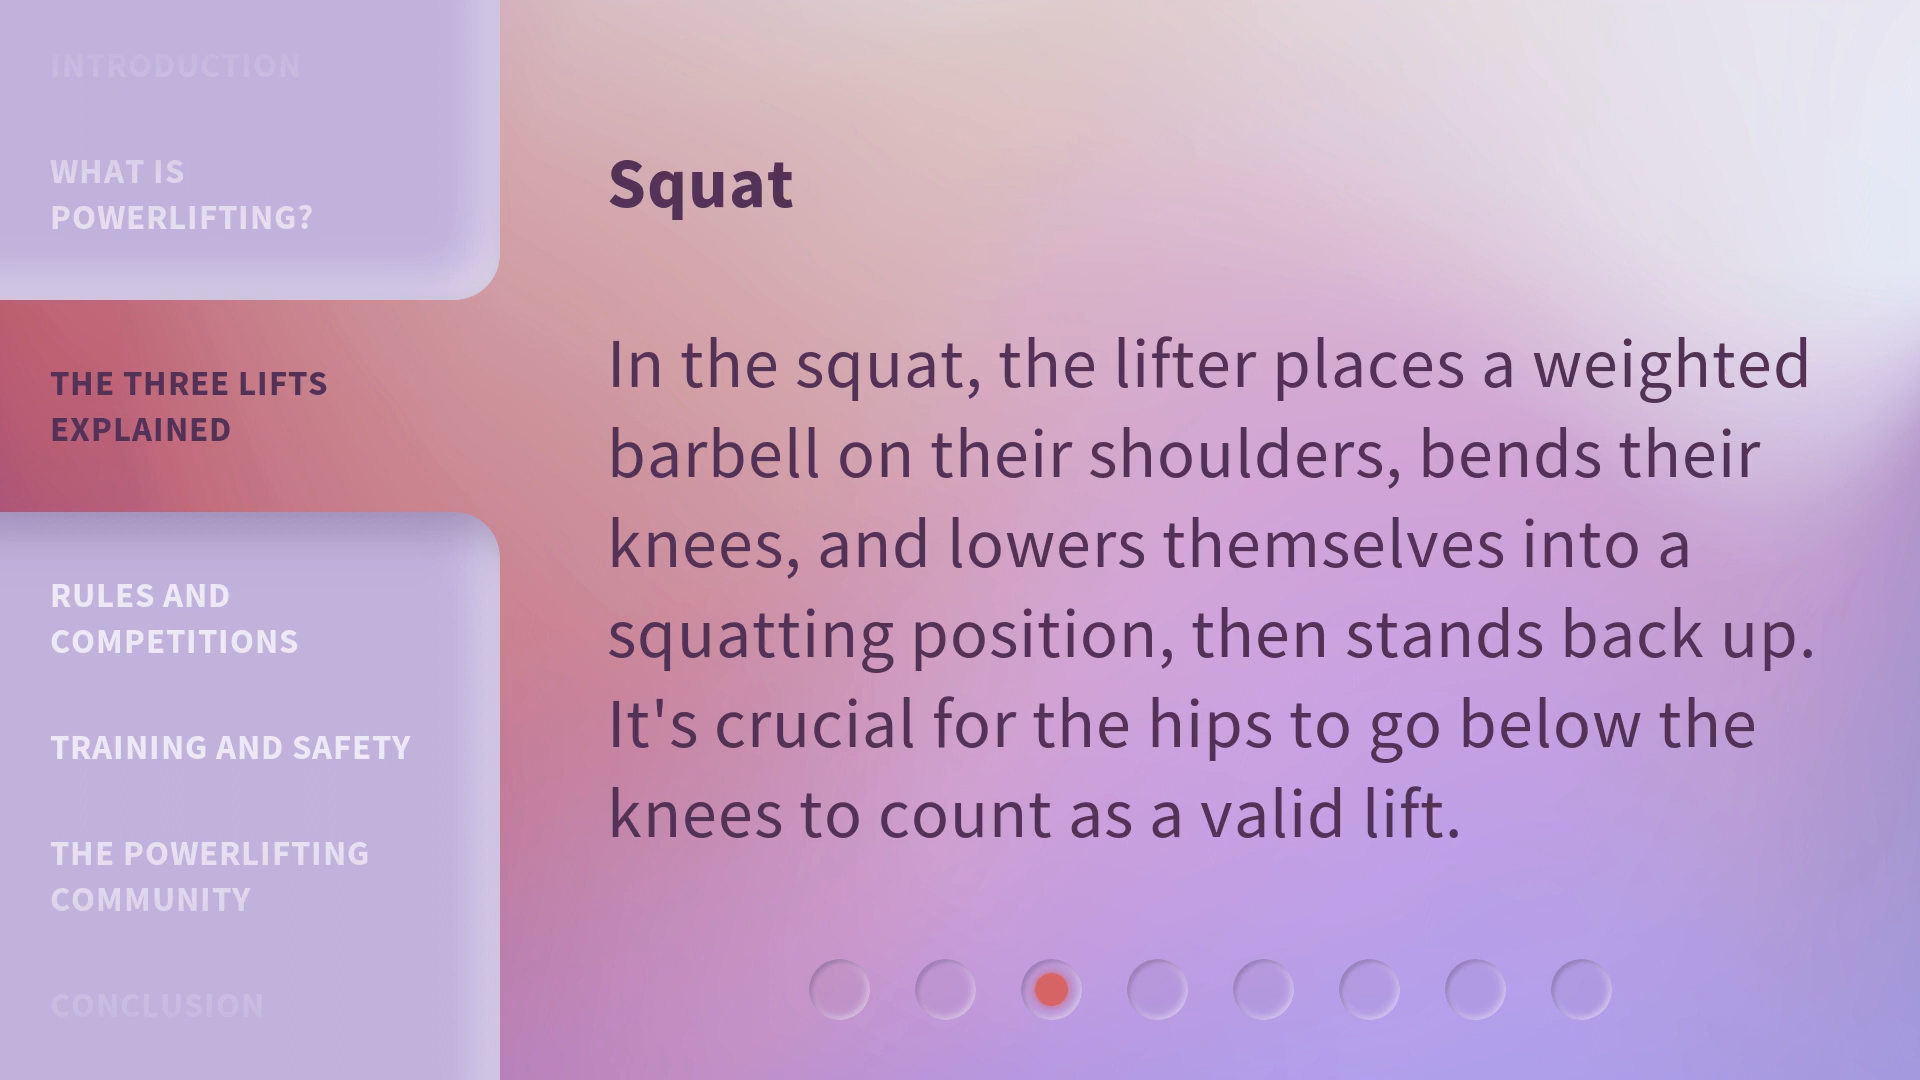 INTRODUCTION
WHAT IS
POWERLIFTING?
THE THREE LIFTS
EXPLAINED
RULES AND
COMPETITIONS
TRAINING AND SAFETY
THE POWERLIFTING
COMMUNITY
CONCLUSION
Squat
In the squat, the lifter places a weighted
barbell on their shoulders, bends their
knees, and lowers themselves into a
squatting position, then stands back up.
It's crucial for the hips to go below the
knees to count as a valid lift.